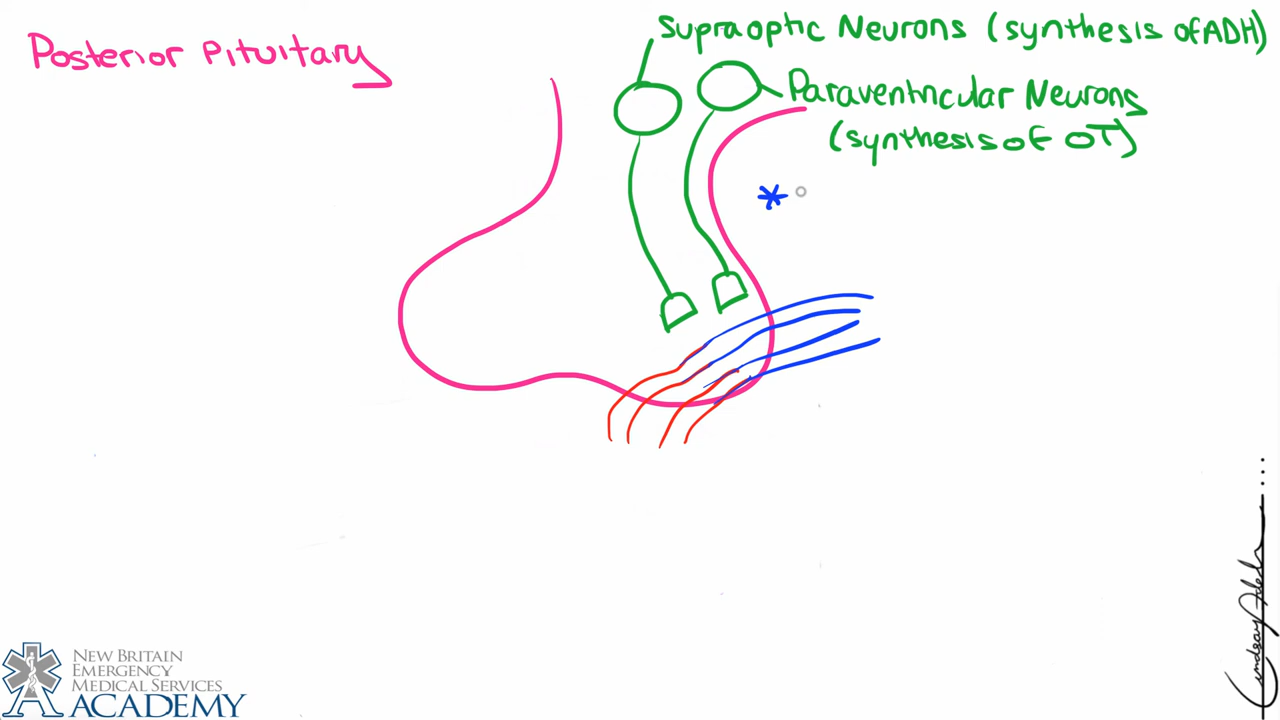 Posterior Pituitary
Supraoptic Neurons (synthesis of ADH)
Paraventricular Neurons
(synthesis of OT)
*
NEW BRITAIN
EMERGENCY
MEDICAL SERVICES
ACADEMY